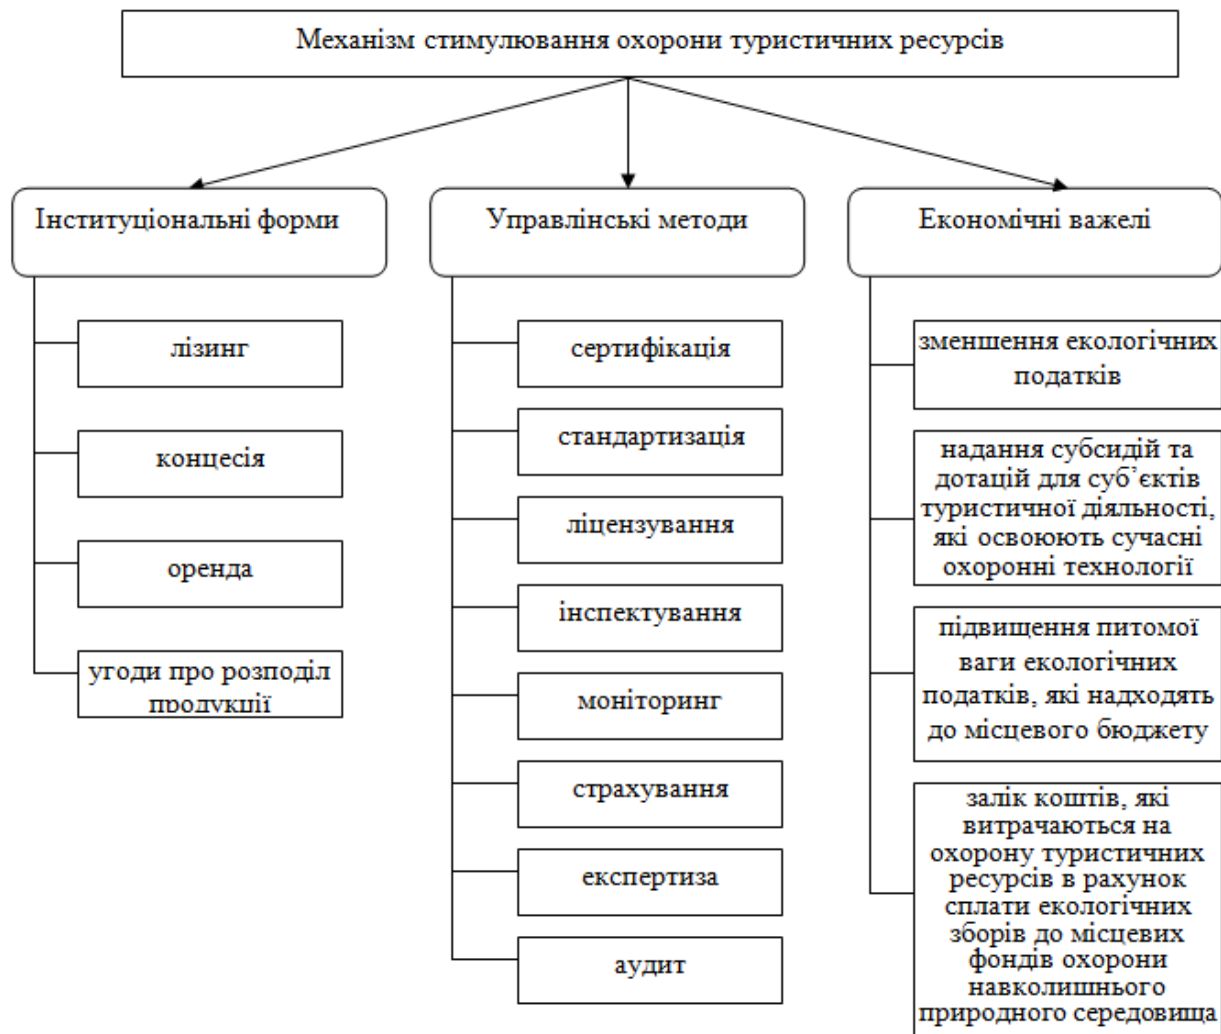 Механізм стимулювання охорони туристичних ресурсів
Інституціональні форми
лізинг
концесія
оренда
угоди про розподіл
продукції
Управлінські методи
сертифікація
стандартизація
ліцензування
інспектування
моніторинг
страхування
експертиза
аудит
Економічні важелі
зменшення екологічних
податків
надання субсидій та
дотацій для суб’єктів
туристичної діяльності,
які освоюють сучасні
охоронні технології
підвищення питомої
ваги екологічних
податків, які надходять
до місцевого бюджету
залік коштів, які
витрачаються на
охорону туристичних
ресурсів в рахунок
сплати екологічних
зборів до місцевих
фондів охорони
навколишнього
природного середовища